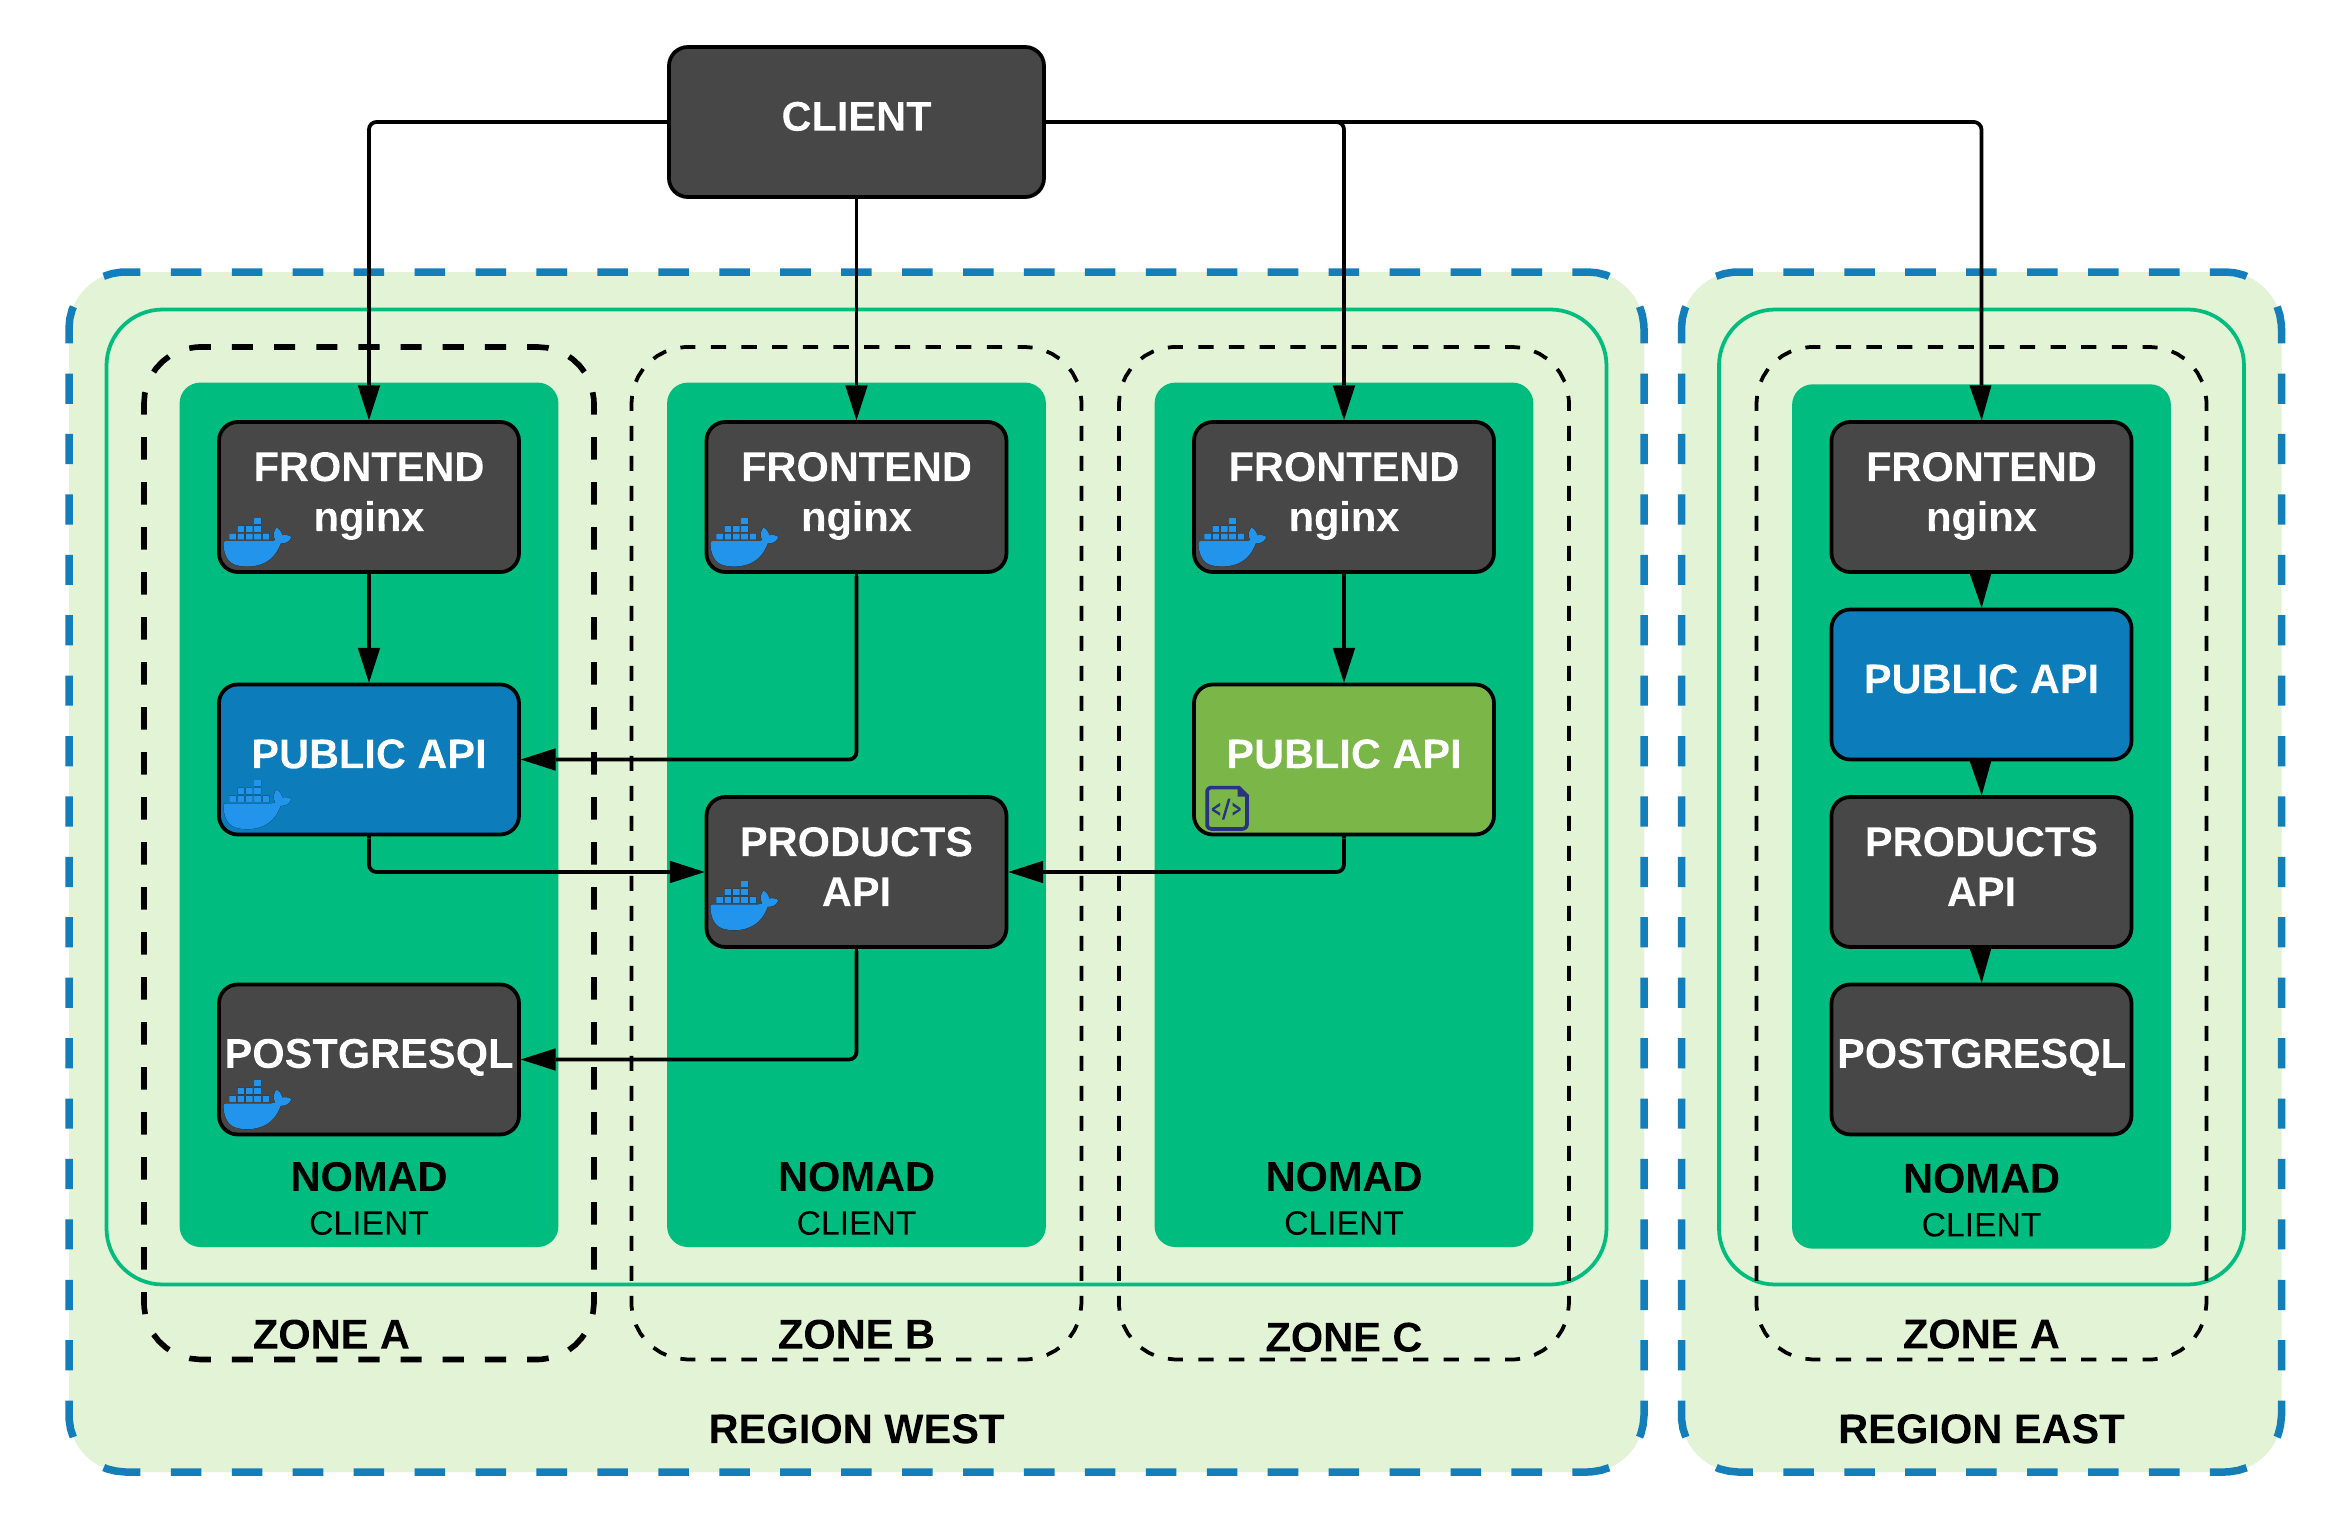 CLIENT
FRONTEND
nginx
PUBLIC API
POSTGRESQL
NOMAD
CLIENT
ZONE A
FRONTEND
nginx
PRODUCTS
API
NOMAD
CLIENT
ZONE B
FRONTEND
nginx
PUBLIC API
</>
NOMAD
CLIENT
ZONE C
REGION WEST
FRONTEND
nginx
PUBLIC API
PRODUCTS
API
POSTGRESQL
NOMAD
CLIENT
ZONE A
REGION EAST